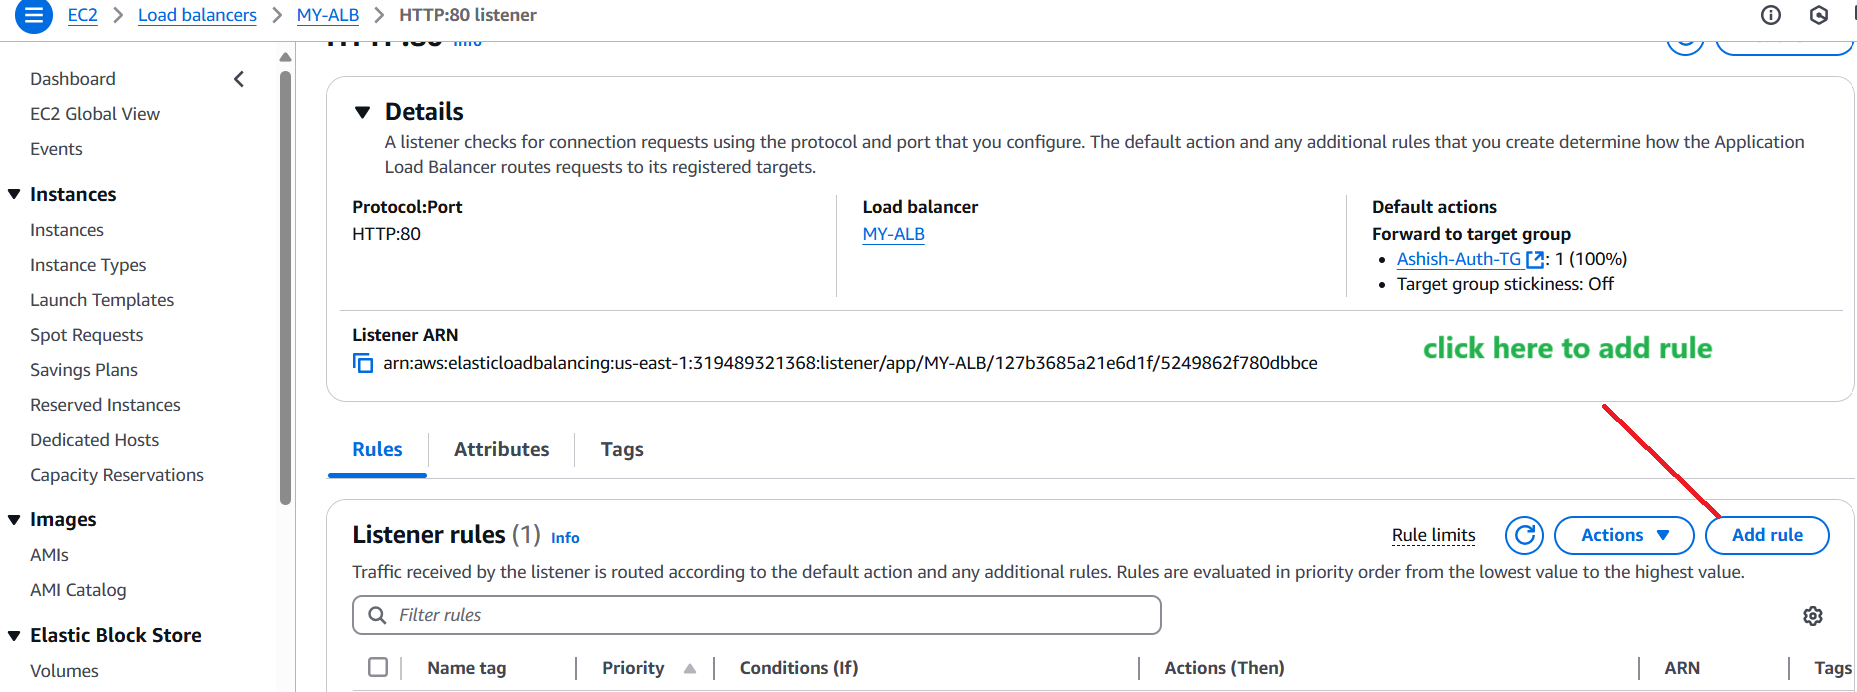 EC2 > Load balancers > MY-ALB > HTTP:80 listener
HTTP:80 Info
Dashboard
EC2 Global View
Events
Instances
Instances
Instance Types
Launch Templates
Spot Requests
Savings Plans
Reserved Instances
Dedicated Hosts
Capacity Reservations
Images
AMIs
AMI Catalog
Elastic Block Store
Volumes
Details
A listener checks for connection requests using the protocol and port that you configure. The default action and any additional rules that you create determine how the Application
Load Balancer routes requests to its registered targets.
Protocol:Port
HTTP:80
Load balancer
MY-ALB
Default actions
Forward to target group
• Ashish-Auth-TG : 1 (100%)
• Target group stickiness: Off
Listener ARN
arn:aws:elasticloadbalancing:us-east-1:319489321368:listener/app/MY-ALB/127b3685a21e6d1f/5249862f780dbbce
click here to add rule
Rules Attributes Tags
Listener rules (1) Info
Rule limits Actions Add rule
Traffic received by the listener is routed according to the default action and any additional rules. Rules are evaluated in priority order from the lowest value to the highest value.
Filter rules
Name tag Priority Conditions (If) Actions (Then) ARN Tags